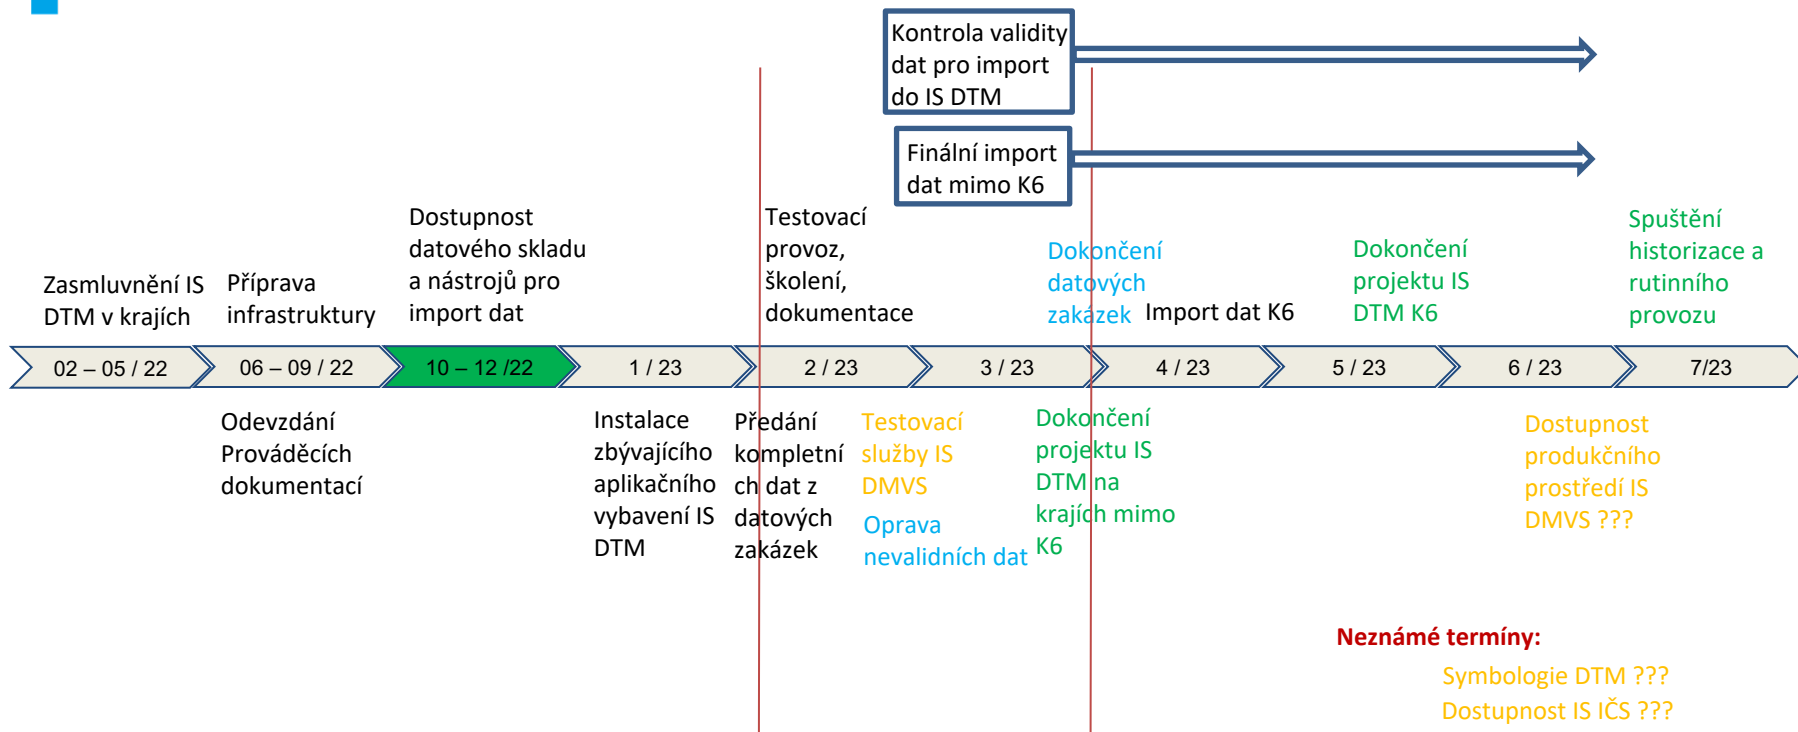 Kontrola validity
dat pro import
do IS DTM
Finální import
dat mimo K6
Zasmluvnění IS
DTM v krajích
Příprava
infrastruktury
Dostupnost
datového skladu
a nástrojů pro
import dat
Testovací
provoz,
školení,
dokumentace
Dokončení
datových
zakázek
Import dat K6
Dokončení
projektu IS
DTM K6
Spuštění
historizace a
rutinního
provozu
02 – 05 / 22
06 – 09 / 22
10 – 12 /22
1 / 23
2 / 23
3 / 23
4 / 23
5 / 23
6 / 23
7/23
Odevzdání
Prováděcích
dokumentací
Instalace
zbývajícího
aplikačního
vybavení IS
DTM
Předání
kompletní
ch dat z
datových
zakázek
Testovací
služby IS
DMVS
Oprava
nevalidních dat
Dokončení
projektu IS
DTM na
krajích mimo
K6
Dostupnost
produkčního
prostředí IS
DMVS ???
Neznámé termíny:
Symbologie DTM ???
Dostupnost IS IČS ???